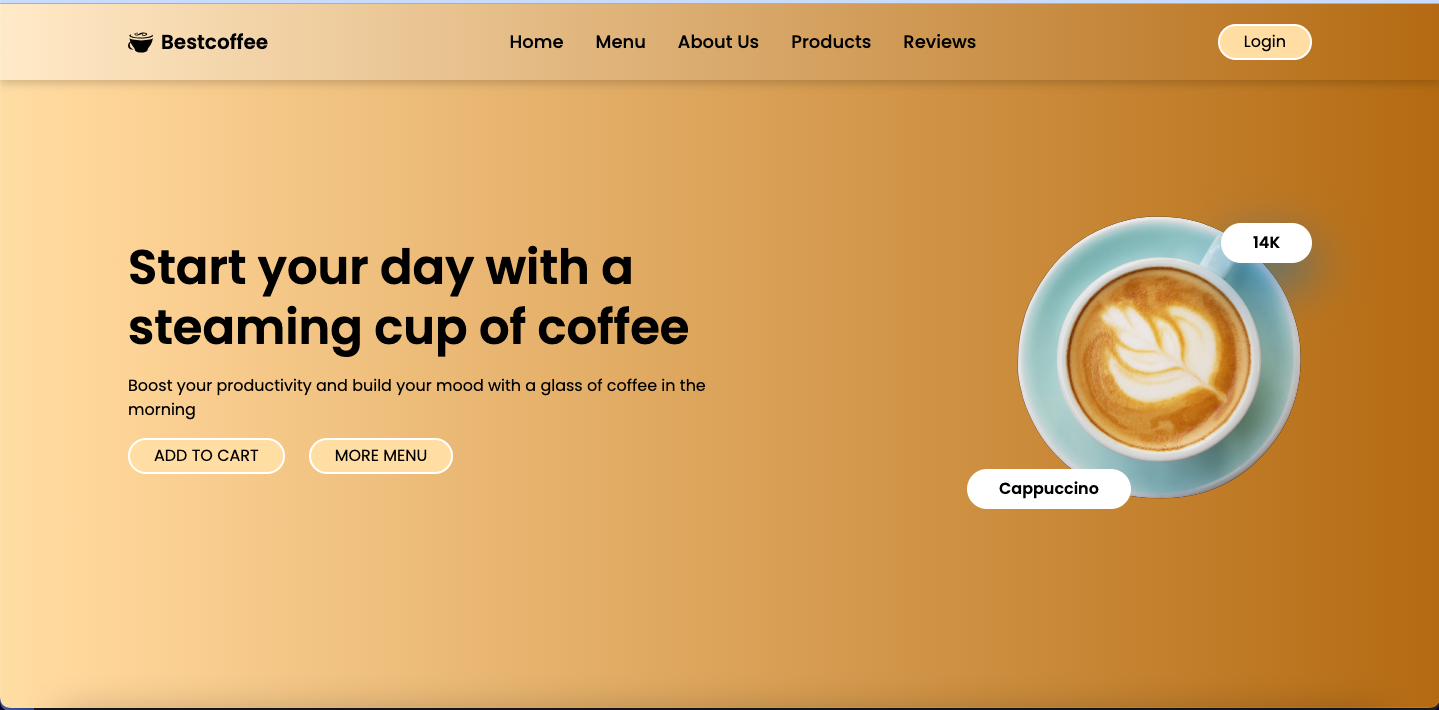 Bestcoffee
Home Menu About Us Products Reviews
Login
Start your day with a
steaming cup of coffee
Boost your productivity and build your mood with a glass of coffee in the
morning
ADD TO CART MORE MENU
14K
Cappuccino